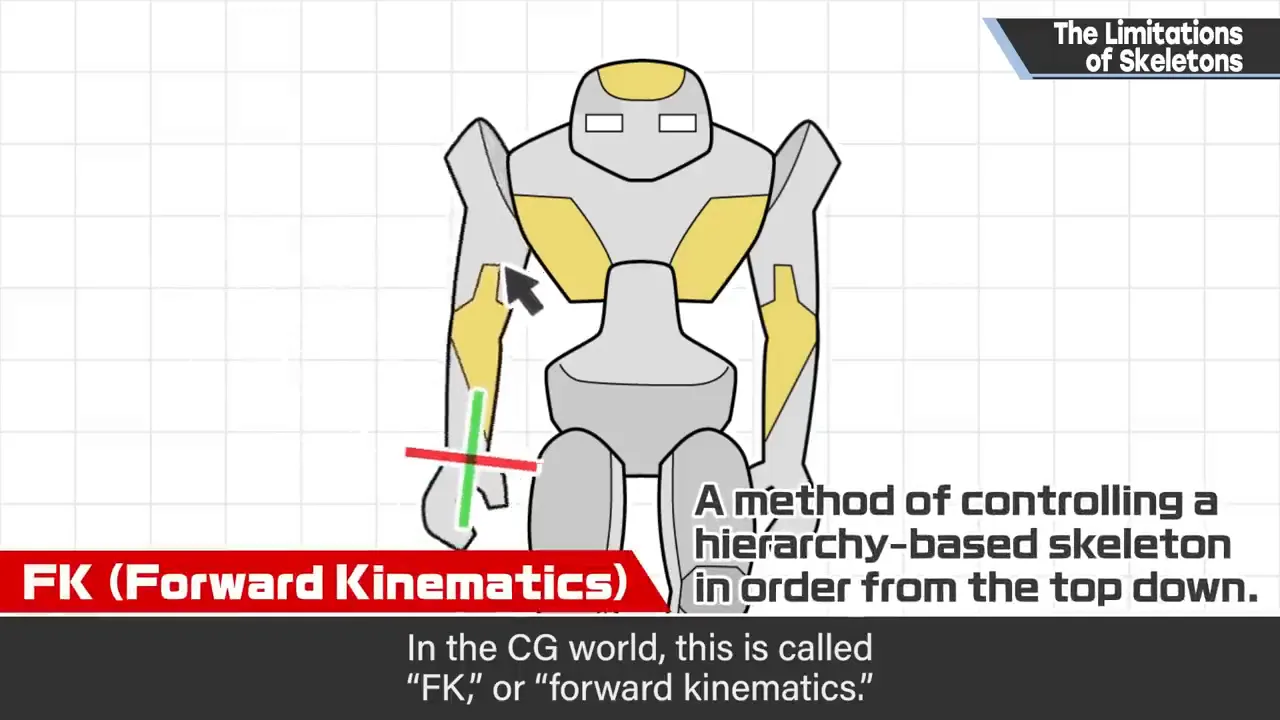 The Limitations
of Skeletons
A method of controlling a
hierarchy-based skeleton
in order from the top down.
FK (Forward Kinematics)
In the CG world, this is called
“FK,” or “forward kinematics.”